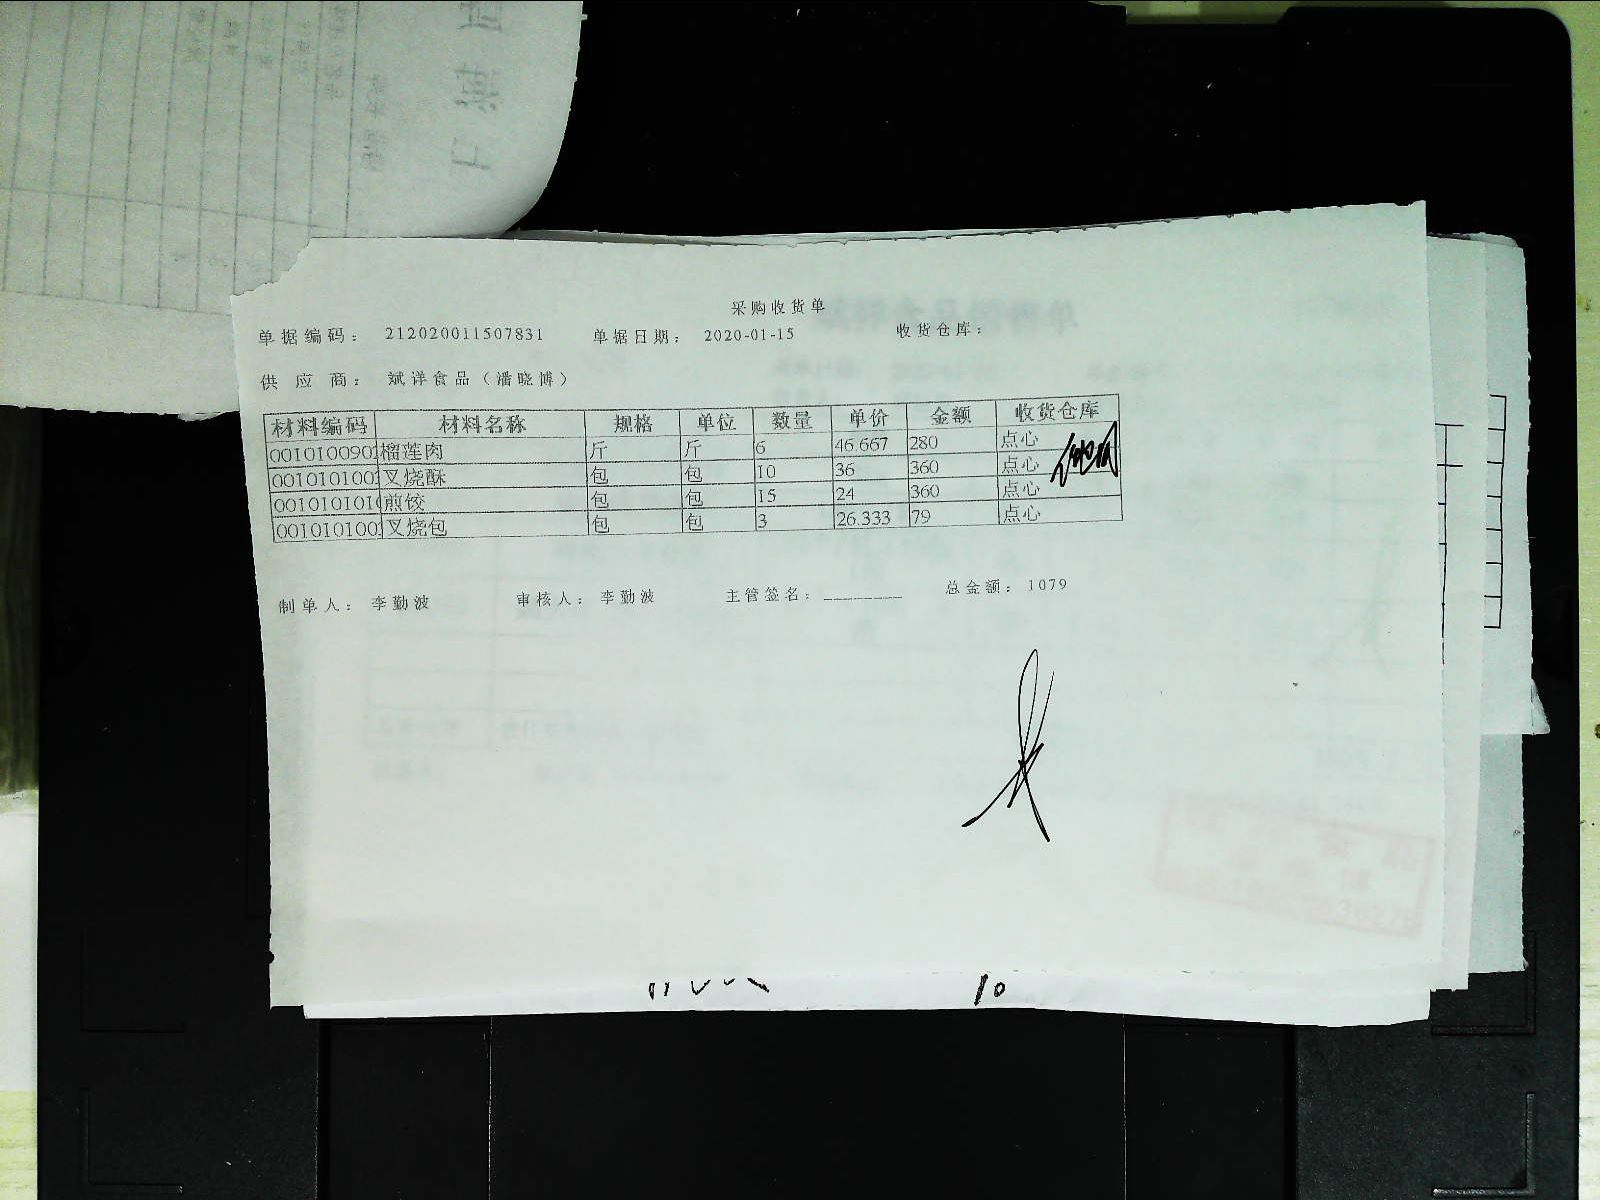 采购收货单
单据编码： 212020011507831 单据日期： 2020-01-15 收货仓库：
供 应 商： 斌洋食品（潘晓博）
材料编码 材料名称 规格 单位 数量 单价 金额 收货仓库
榴莲肉 斤 斤 6 46.667 280 点心
叉烧酥 包 包 10 36 360 点心
煎饺 包 包 15 24 360 点心
叉烧包 包 包 3 26.333 79 点心
制单人： 李勤波 审核人： 李勤波 主管签名：_________ 总金额： 1079
10